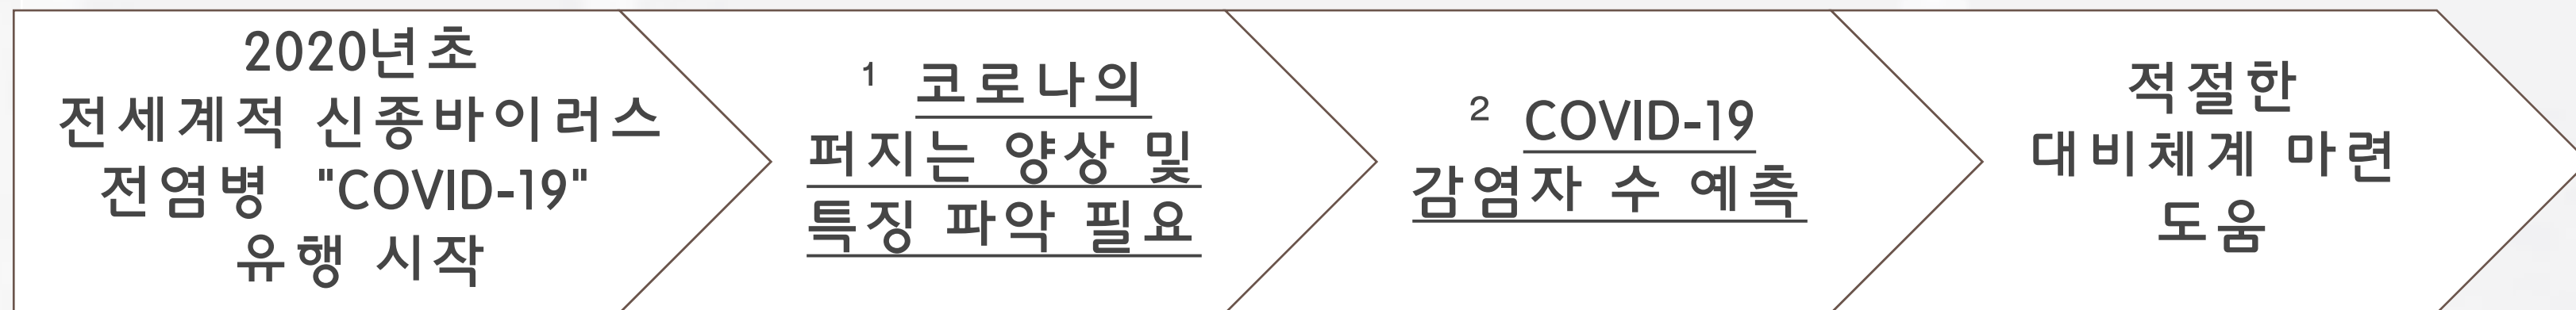 2020년초
전세계적 신종바이러스
전염병 "COVID-19"
유행 시작
1 코로나의
퍼지는 양상 및
특징 파악 필요
2 COVID-19
감염자 수 예측
적절한
대비체계 마련
도움